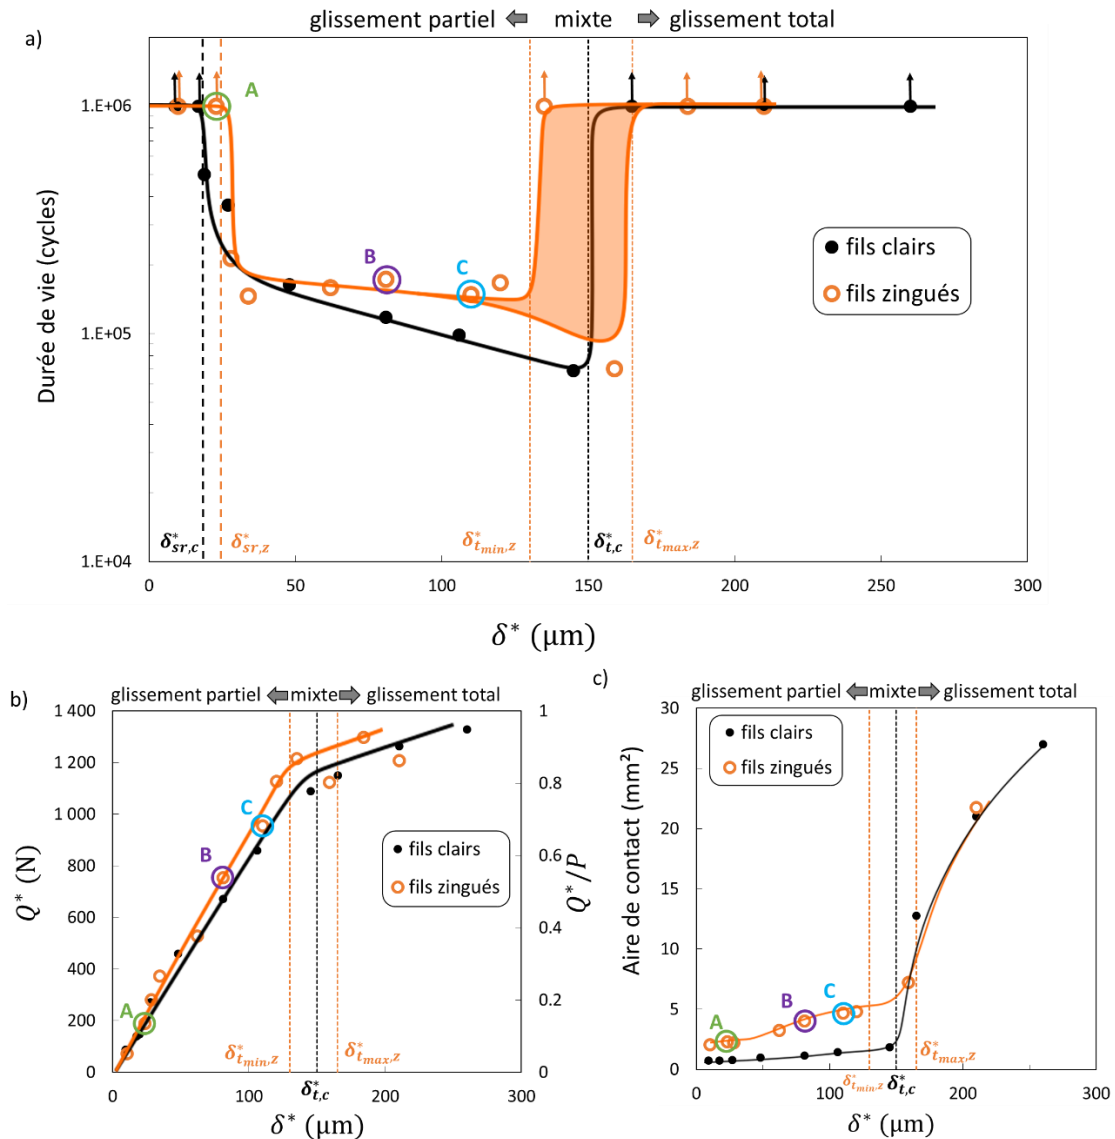 glissement partiel mixte glissement total
a)
A
1.E+06
B
C
fils clairs
fils zingués
1.E+05
δ*sr,c δ*sr,z δ*tmin,z δ*t,c δ*tmax,z
1.E+04
0 50 100 150 200 250 300
Durée de vie (cycles)
δ* (µm)
b)
glissement partiel mixte glissement total
1 400 1
1 200
1 000
800
600
400
200
0
0.8
0.6
0.4
0.2
0
C
B
A
fils clairs
fils zingués
δ*tmin,z δ*tmax,z
δ*t,c
0 100 200 300
Q* (N)
Q*/P
δ* (µm)
c)
glissement partiel mixte glissement total
30
25
20
15
10
5
0
fils clairs
fils zingués
A
B
C
δ*tmin,z δ*t,c δ*tmax,z
0 100 200 300
Aire de contact (mm²)
δ* (µm)